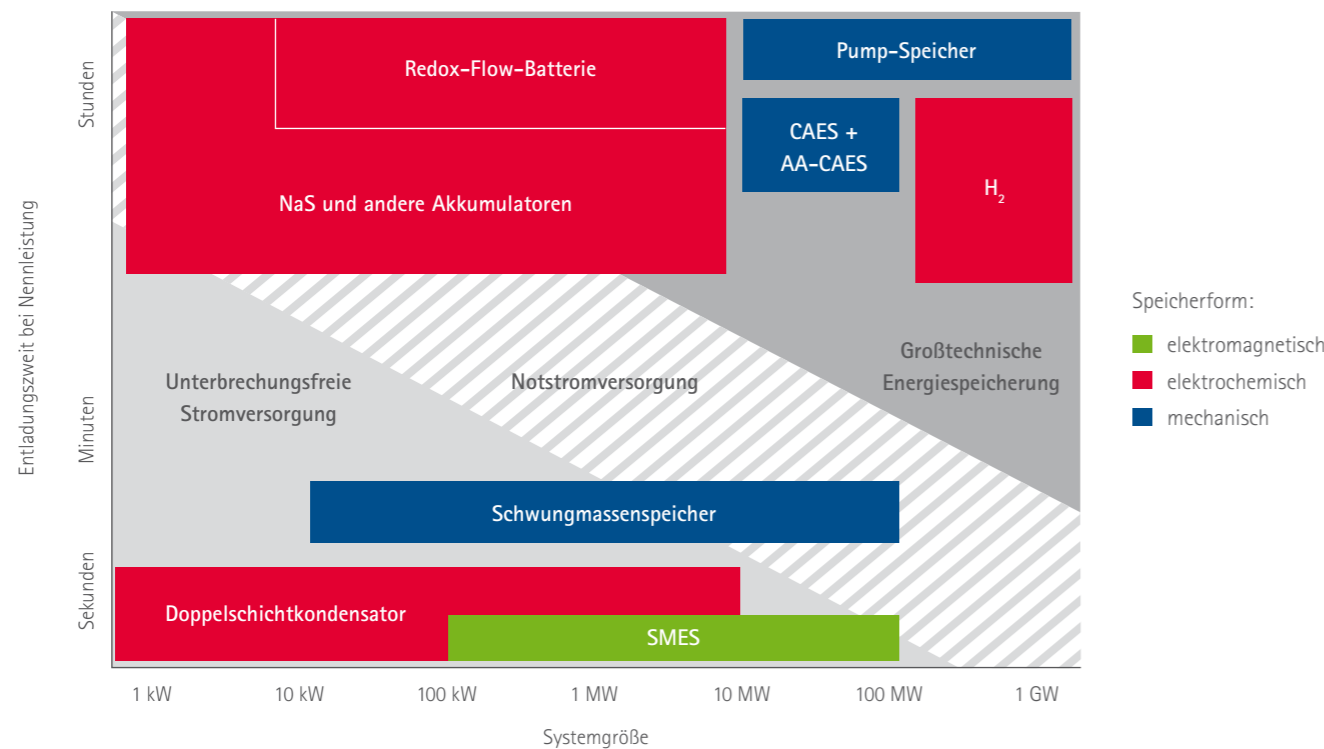 Entladungszweit bei Nennleistung
Stunden
Minuten
Sekunden
Redox-Flow-Batterie
NaS und andere Akkumulatoren
Pump-Speicher
CAES +
AA-CAES
H₂
Unterbrechungsfreie
Stromversorgung
Notstromversorgung
Großtechnische
Energiespeicherung
Schwungmassenspeicher
Doppelschichtkondensator
SMES
1 kW
10 kW
100 kW
1 MW
10 MW
100 MW
1 GW
Systemgröße
Speicherform:
elektromagnetisch
elektrochemisch
mechanisch